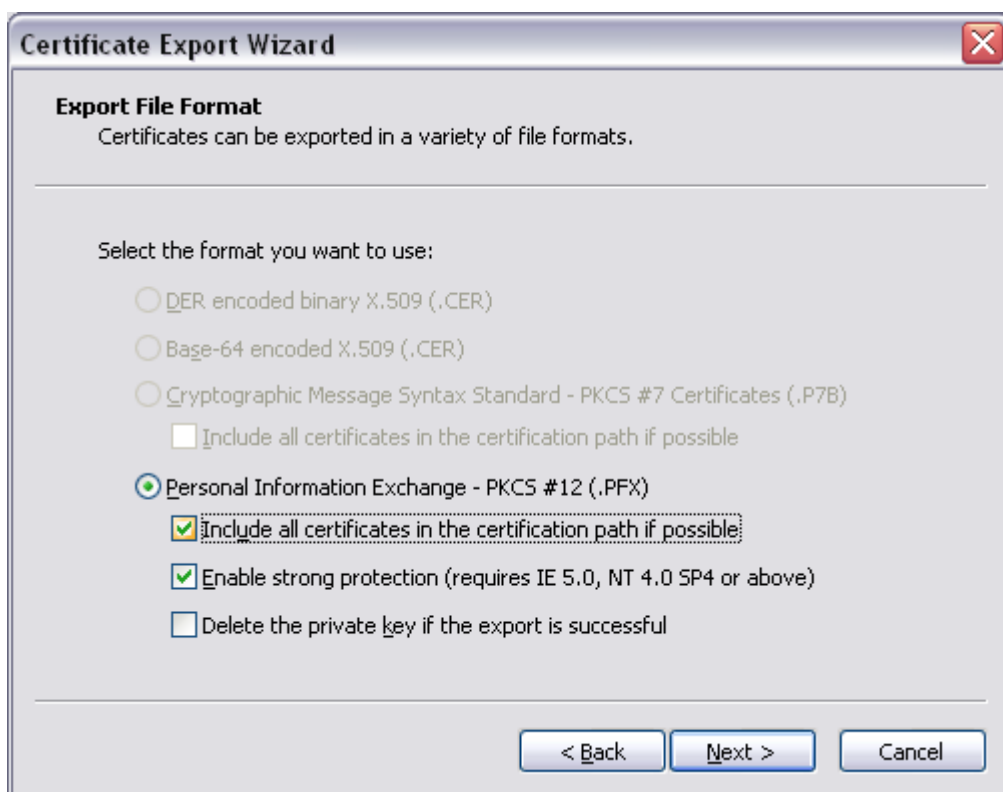 Certificate Export Wizard
Export File Format
Certificates can be exported in a variety of file formats.
Select the format you want to use:
DER encoded binary X.509 (.CER)
Base-64 encoded X.509 (.CER)
Cryptographic Message Syntax Standard - PKCS #7 Certificates (.P7B)
Include all certificates in the certification path if possible
Personal Information Exchange - PKCS #12 (.PFX)
Include all certificates in the certification path if possible
Enable strong protection (requires IE 5.0, NT 4.0 SP4 or above)
Delete the private key if the export is successful
< Back Next > Cancel